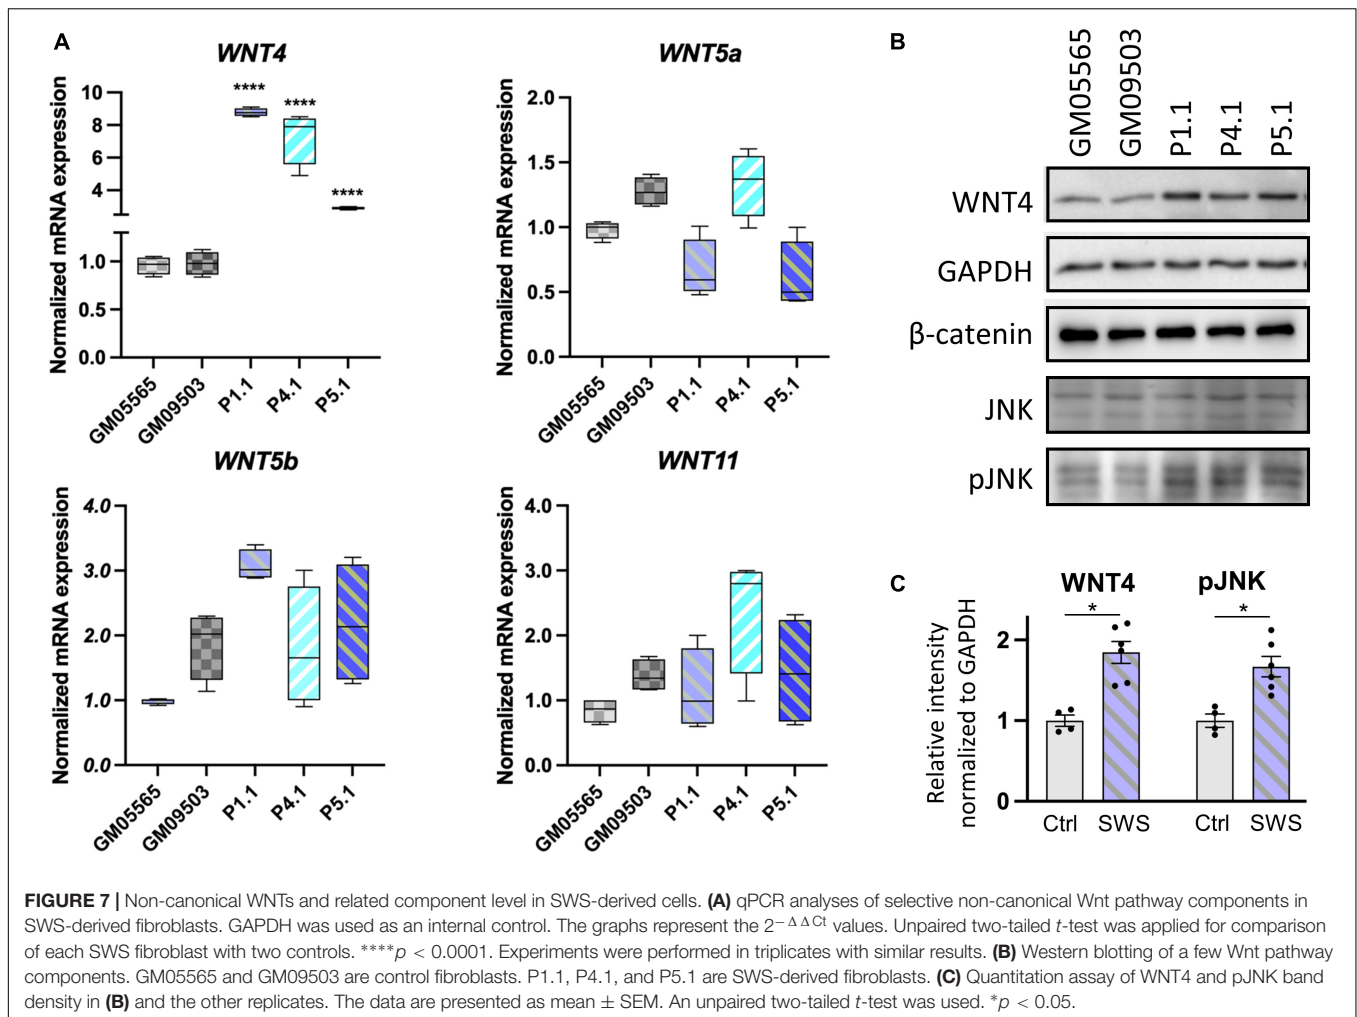 A
WNT4
Normalized mRNA expression
10
8
6
4
1.0
0.5
0.0
****
****
****
GM05565
GM09503
P1.1
P4.1
P5.1
WNT5a
Normalized mRNA expression
2.0
1.5
1.0
0.5
0.0
GM05565
GM09503
P1.1
P4.1
P5.1
WNT5b
Normalized mRNA expression
4.0
3.0
2.0
1.0
0.0
GM05565
GM09503
P1.1
P4.1
P5.1
WNT11
Normalized mRNA expression
4.0
3.0
2.0
1.0
0.0
GM05565
GM09503
P1.1
P4.1
P5.1
B
GM05565
GM09503
P1.1
P4.1
P5.1
WNT4
GAPDH
β-catenin
JNK
pJNK
C
WNT4
pJNK
*
*
Relative intensity
normalized to GAPDH
2
1
0
Ctrl
SWS
Ctrl
SWS
FIGURE 7 | Non-canonical WNTs and related component level in SWS-derived cells. (A) qPCR analyses of selective non-canonical Wnt pathway components in
SWS-derived fibroblasts. GAPDH was used as an internal control. The graphs represent the 2−ΔΔCt values. Unpaired two-tailed t-test was applied for comparison
of each SWS fibroblast with two controls. ****p < 0.0001. Experiments were performed in triplicates with similar results. (B) Western blotting of a few Wnt pathway
components. GM05565 and GM09503 are control fibroblasts. P1.1, P4.1, and P5.1 are SWS-derived fibroblasts. (C) Quantitation assay of WNT4 and pJNK band
density in (B) and the other replicates. The data are presented as mean ± SEM. An unpaired two-tailed t-test was used. *p < 0.05.